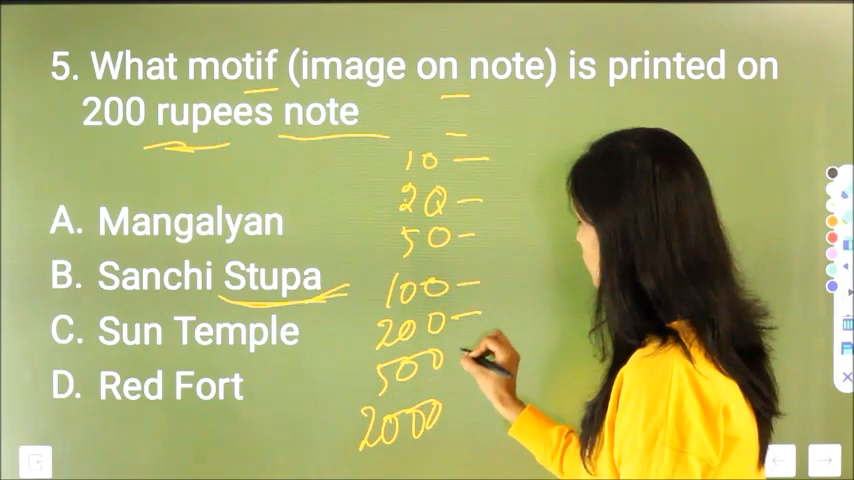 5. What motif (image on note) is printed on
200 rupees note
A. Mangalyan
B. Sanchi Stupa
C. Sun Temple
D. Red Fort
10 —
20 —
50 —
100 —
200 —
500
2000